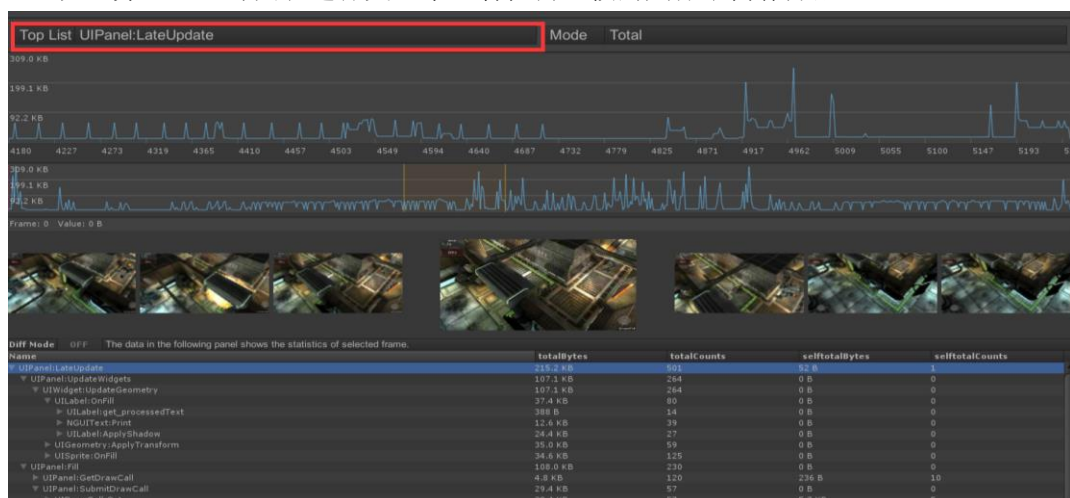 Top List UIPanel:LateUpdate Mode Total
309.0 KB
199.1 KB
92.2 KB
4180 4227 4273 4319 4365 4410 4457 4503 4549 4594 4640 4687 4732 4779 4825 4871 4917 4962 5009 5055 5100 5147 5193
309.0 KB
199.1 KB
92.2 KB
Frame: 0 Value: 0 B
Diff Mode OFF The data in the following panel shows the statistics of selected frame.
Name totalBytes totalCounts selftotalBytes selftotalCounts
UIPanel:LateUpdate 215.2 KB 501 52 B 1
UIPanel:UpdateWidgets 107.1 KB 264 0 B 0
UIWidget:UpdateGeometry 107.1 KB 264 0 B 0
UILabel:OnFill 37.4 KB 80 0 B 0
UILabel:get_processedText 388 B 14 0 B 0
NGUIText:Print 12.6 KB 39 0 B 0
UILabel:ApplyShadow 24.4 KB 27 0 B 0
UIGeometry:ApplyTransform 35.0 KB 59 0 B 0
UISprite:OnFill 34.6 KB 125 0 B 0
UIPanel:Fill 108.0 KB 230 0 B 0
UIPanel:GetDrawCall 4.8 KB 120 236 B 10
UIPanel:SubmitDrawCall 29.4 KB 57 0 B 0